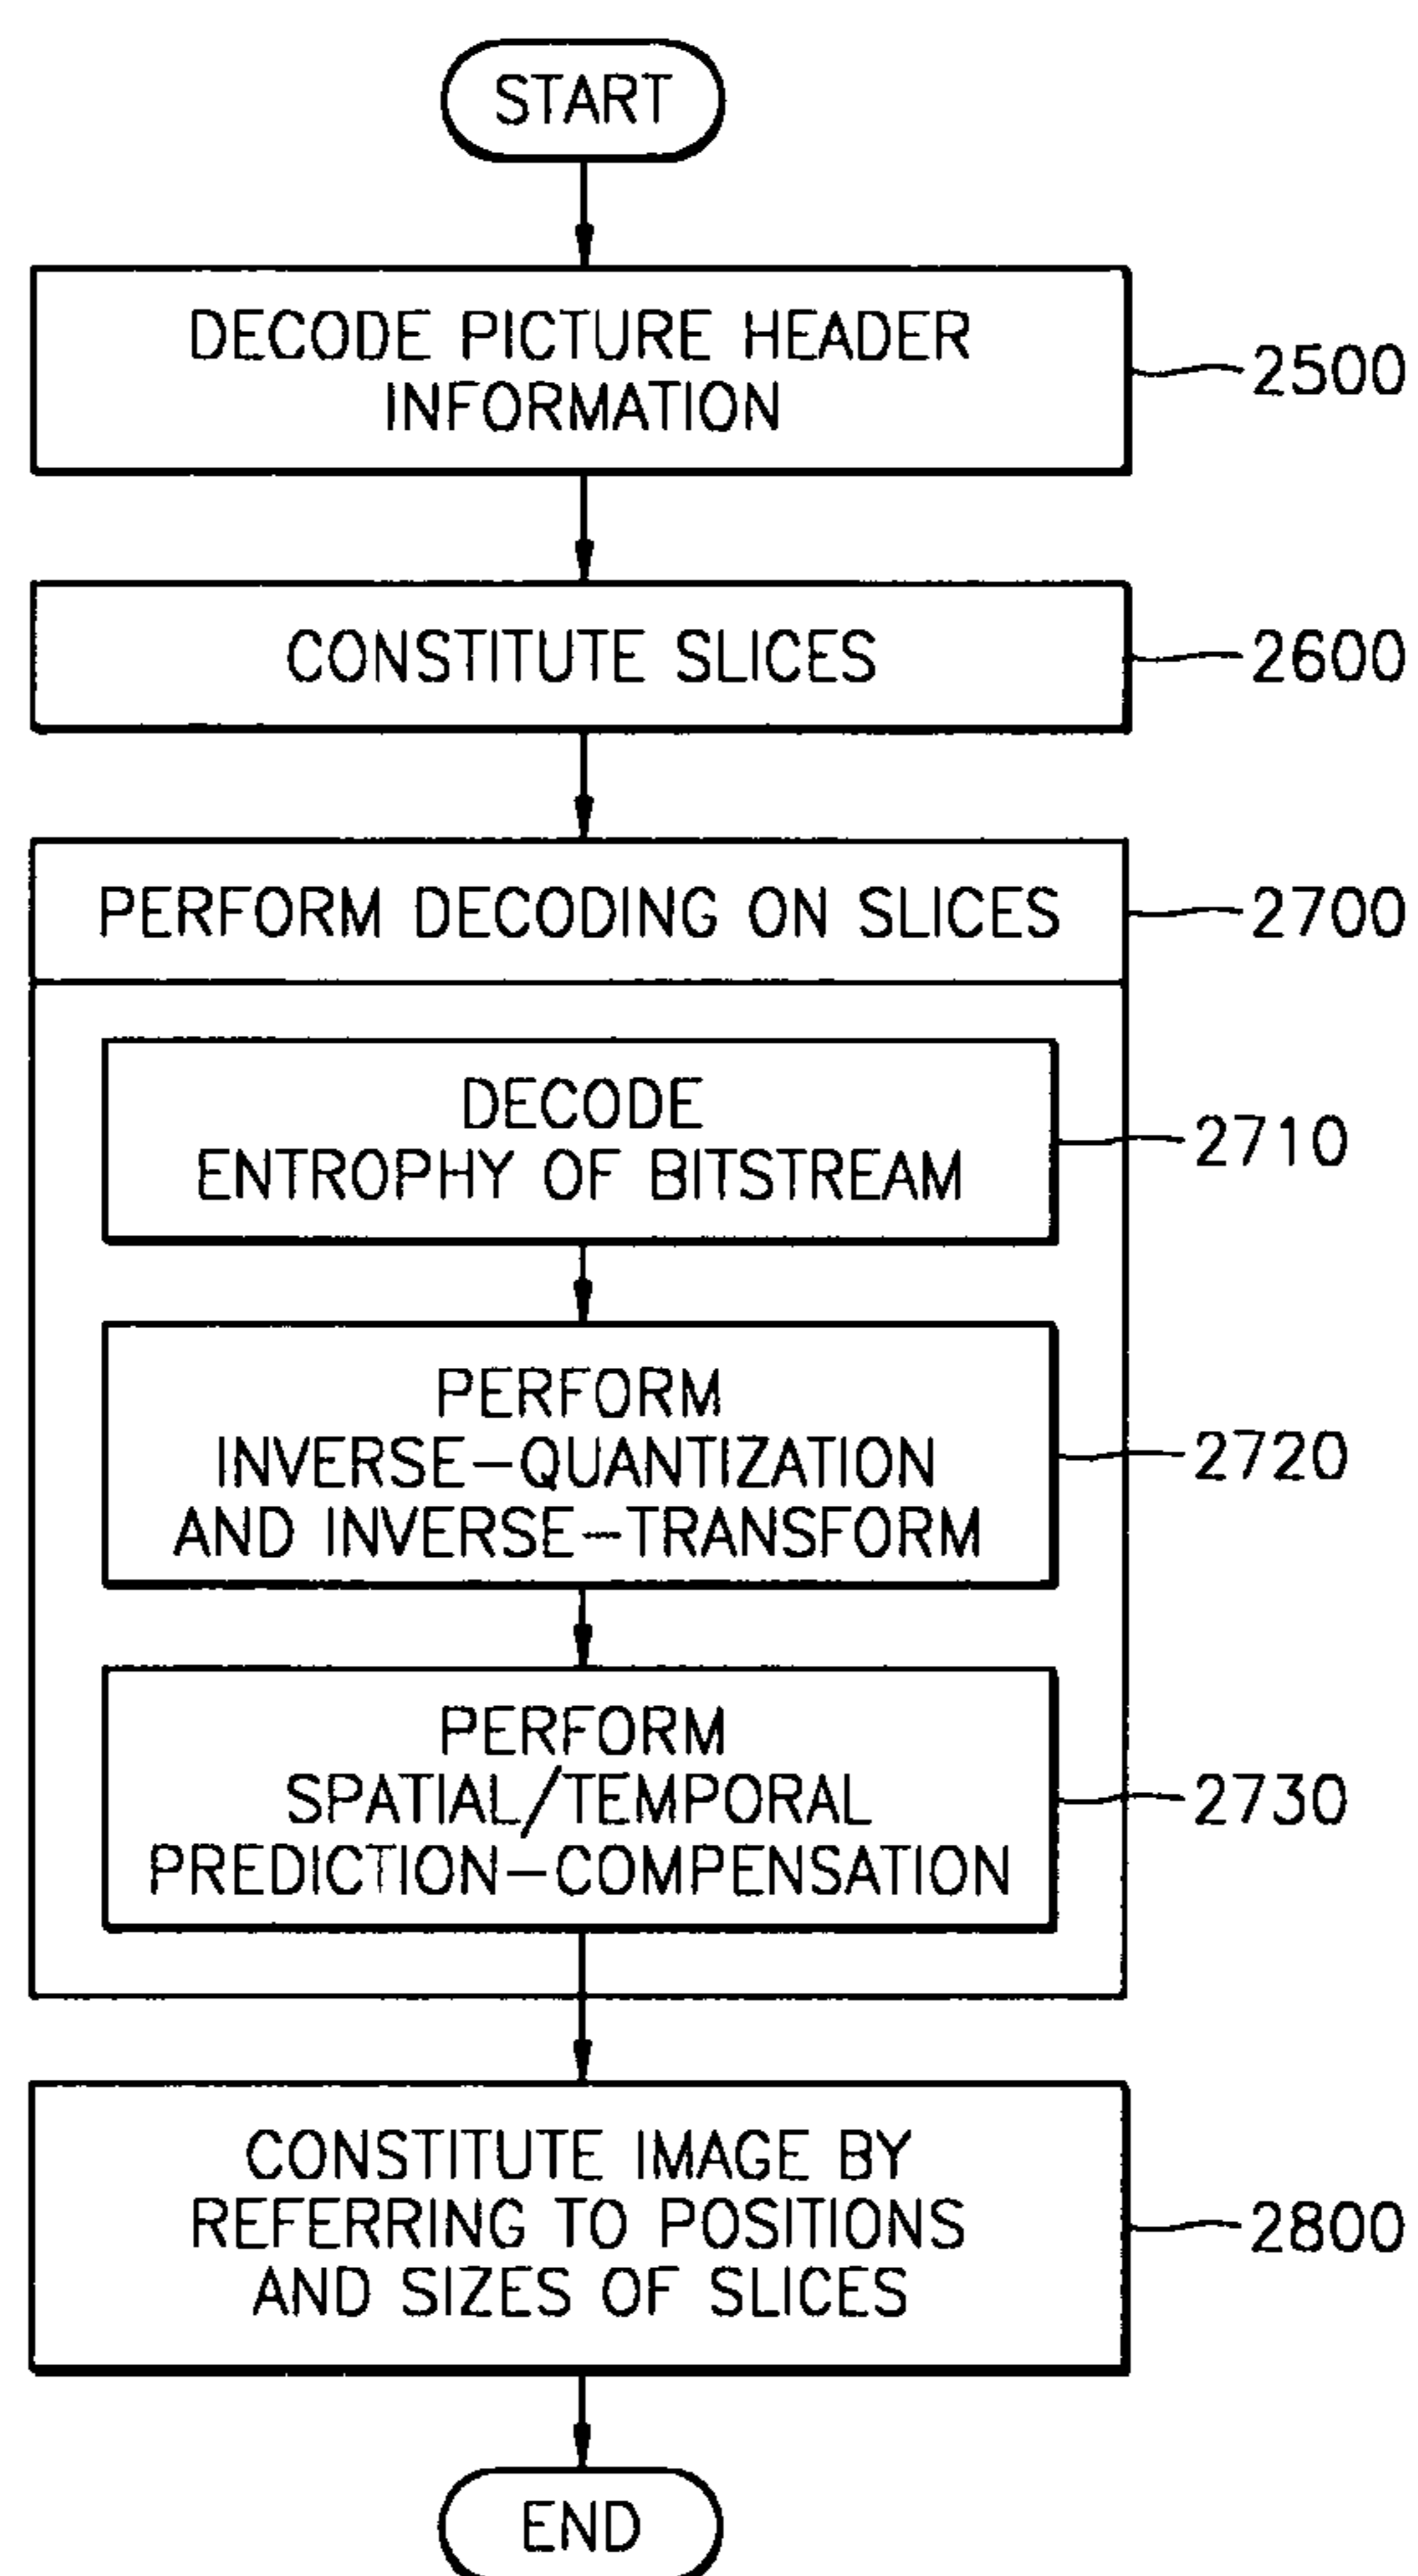 START
DECODE PICTURE HEADER
INFORMATION
2500
CONSTITUTE SLICES
2600
PERFORM DECODING ON SLICES
2700
DECODE
ENTROPHY OF BITSTREAM
2710
PERFORM
INVERSE-QUANTIZATION
AND INVERSE-TRANSFORM
2720
PERFORM
SPATIAL/TEMPORAL
PREDICTION-COMPENSATION
2730
CONSTITUTE IMAGE BY
REFERRING TO POSITIONS
AND SIZES OF SLICES
2800
END